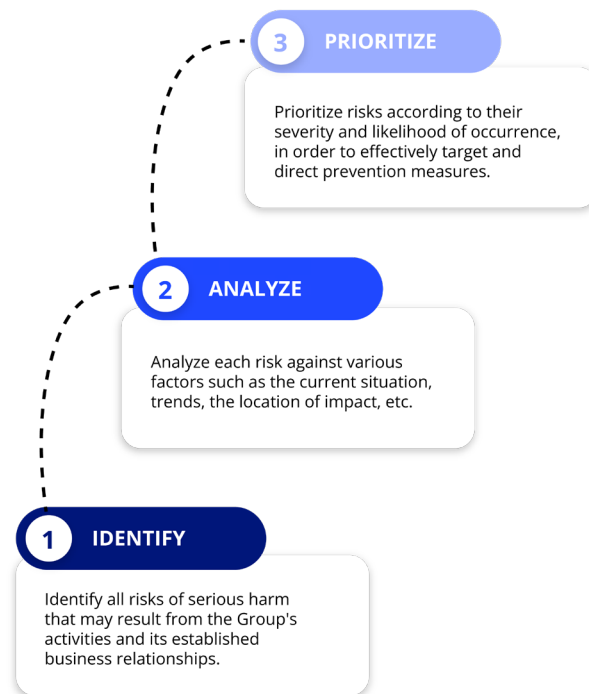 3 PRIORITIZE
Prioritize risks according to their
severity and likelihood of occurrence,
in order to effectively target and
direct prevention measures.
2 ANALYZE
Analyze each risk against various
factors such as the current situation,
trends, the location of impact, etc.
1 IDENTIFY
Identify all risks of serious harm
that may result from the Group's
activities and its established
business relationships.